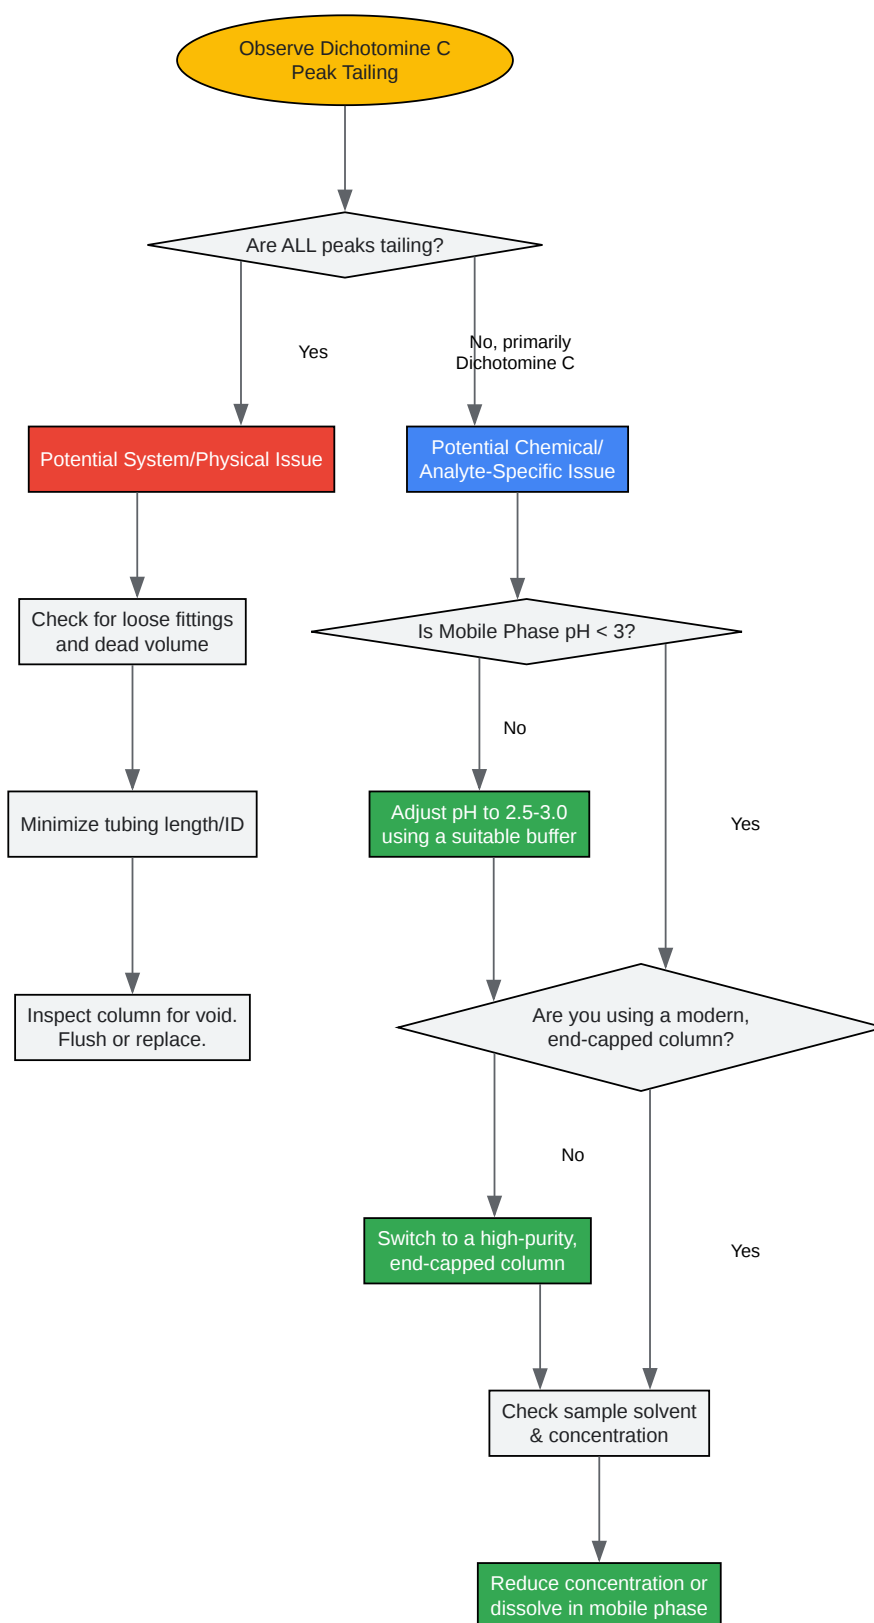 Observe Dichotomine C
Peak Tailing
Are ALL peaks tailing?
Yes
No, primarily
Dichotomine C
Potential System/Physical Issue
Potential Chemical/
Analyte-Specific Issue
Check for loose fittings
and dead volume
Is Mobile Phase pH < 3?
No
Minimize tubing length/ID
Adjust pH to 2.5-3.0
using a suitable buffer
Yes
Inspect column for void.
Flush or replace.
Are you using a modern,
end-capped column?
No
Switch to a high-purity,
end-capped column
Yes
Check sample solvent
& concentration
Reduce concentration or
dissolve in mobile phase